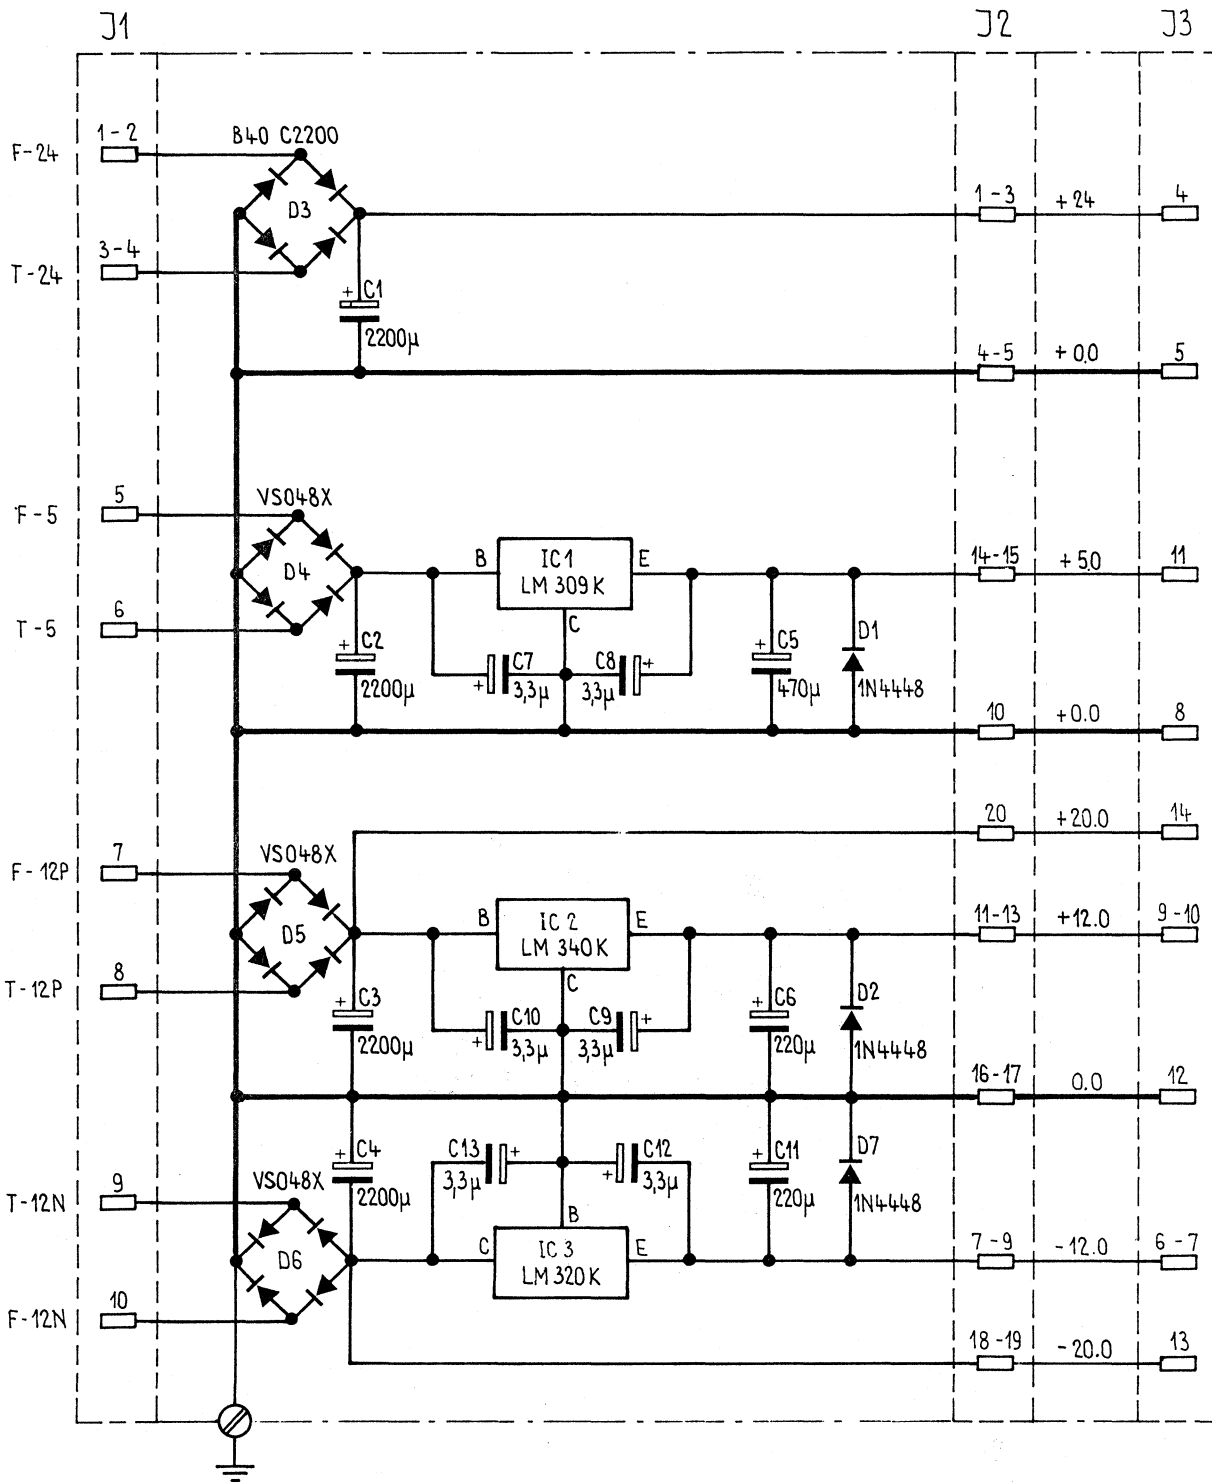 J1
J2
J3
F-24
1-2
B40 C2200
D3
1-3
+24
4
T-24
3-4
+
C1
2200µ
4-5
+0.0
5
F-5
5
VS048X
D4
B
IC1
LM 309K
E
C
14-15
+5.0
11
T-5
6
+
C2
2200µ
+
C7
3,3µ
C8
+
3,3µ
+
C5
470µ
D1
1N4448
10
+0.0
8
20
+20.0
14
F-12P
7
VS048X
D5
B
IC 2
LM 340K
E
C
11-13
+12.0
9-10
T-12P
8
+
C3
2200µ
+
C10
3,3µ
C9
+
3,3µ
+
C6
220µ
D2
1N4448
16-17
0.0
12
+
C4
2200µ
C13
+
3,3µ
+
C12
3,3µ
+
C11
220µ
D7
1N4448
T-12N
9
VS048X
D6
C
B
IC 3
LM 320K
E
7-9
-12.0
6-7
F-12N
10
18-19
-20.0
13